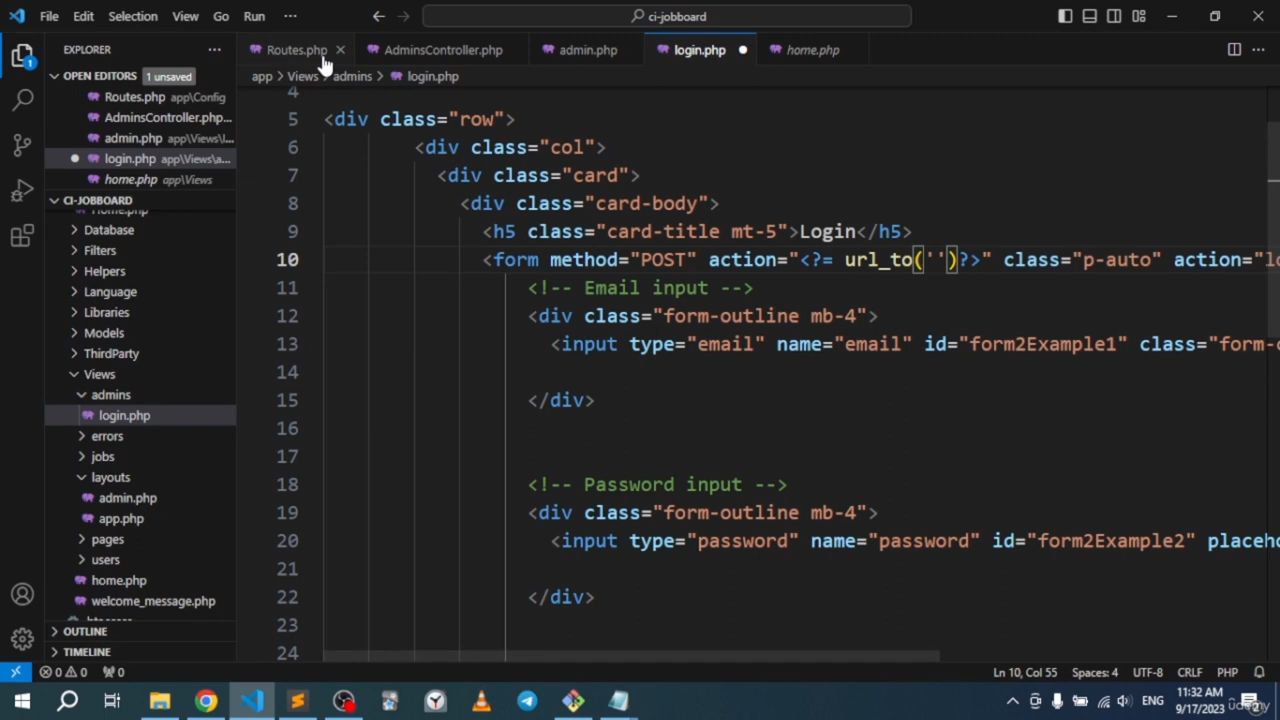 File Edit Selection View Go Run ··· ci-jobboard
EXPLORER ···
Routes.php AdminsController.php admin.php login.php home.php
OPEN EDITORS 1 unsaved
app > Views > admins > login.php
Routes.php app\Config
AdminsController.php...
admin.php app\Views\l...
login.php app\Views\a...
home.php app\Views
CI-JOBBOARD
Home.php
Database
Filters
Helpers
Language
Libraries
Models
ThirdParty
Views
admins
login.php
errors
jobs
layouts
admin.php
app.php
pages
users
home.php
welcome_message.php
OUTLINE
TIMELINE
4
5 <div class="row">
6 <div class="col">
7 <div class="card">
8 <div class="card-body">
9 <h5 class="card-title mt-5">Login</h5>
10 <form method="POST" action="<?= url_to('')?>" class="p-auto" action="lo
11 <!-- Email input -->
12 <div class="form-outline mb-4">
13 <input type="email" name="email" id="form2Example1" class="form-c
14
15 </div>
16
17
18 <!-- Password input -->
19 <div class="form-outline mb-4">
20 <input type="password" name="password" id="form2Example2" placeho
21
22 </div>
23
24
0 0 0 Ln 10, Col 55 Spaces: 4 UTF-8 CRLF PHP
ENG 11:32 AM
9/17/2023
udemy